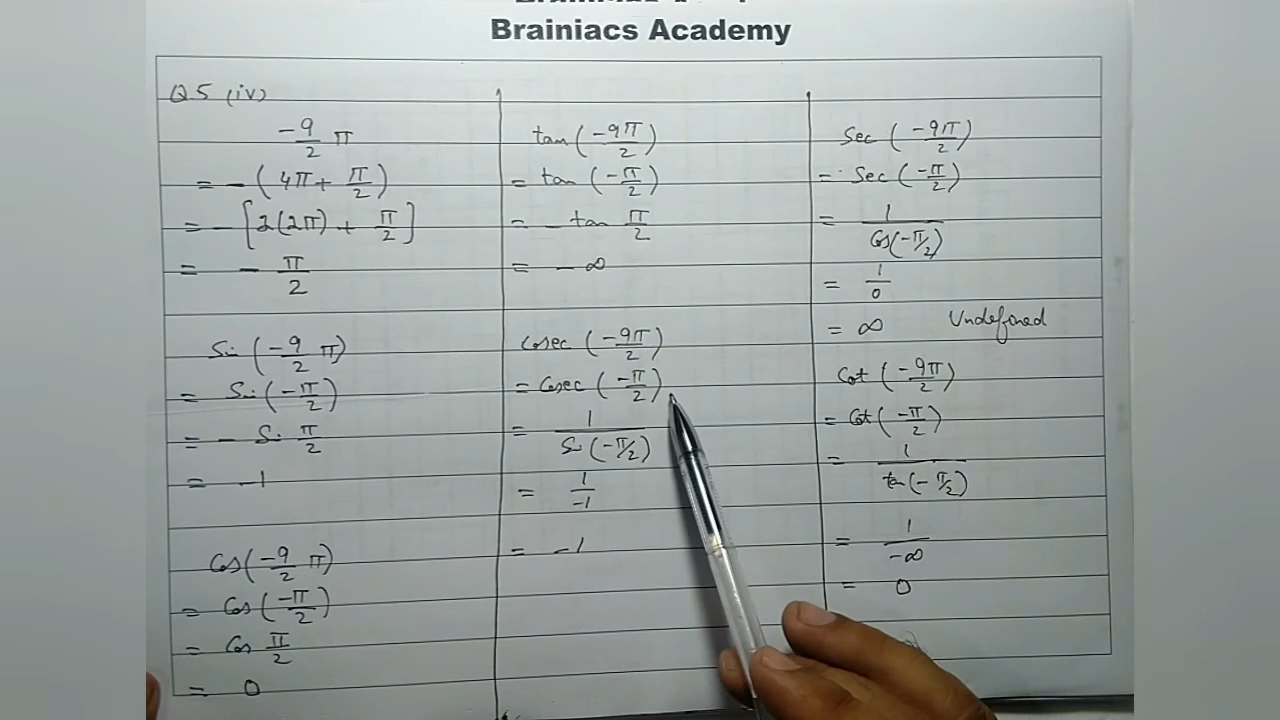 Brainiacs Academy
Q5 (iv)
-9/2 π
= -(4π + π/2)
= -[2(2π) + π/2]
= - π/2
Sin(-9/2 π)
= Sin(-π/2)
= - Sin π/2
= -1
Cos(-9/2 π)
= Cos(-π/2)
= Cos π/2
= 0
tan(-9π/2)
= tan(-π/2)
= - tan π/2
= -∞
Cosec(-9π/2)
= Cosec(-π/2)
= 1/Sin(-π/2)
= 1/-1
= -1
Sec(-9π/2)
= Sec(-π/2)
= 1/Cos(-π/2)
= 1/0
= ∞ Undefined
Cot(-9π/2)
= Cot(-π/2)
= 1/tan(-π/2)
= 1/-∞
= 0